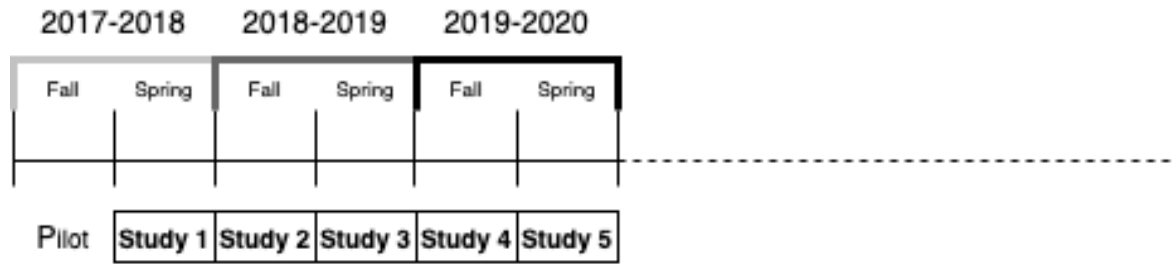 2017-2018 2018-2019 2019-2020
Fall Spring Fall Spring Fall Spring
Pilot Study 1 Study 2 Study 3 Study 4 Study 5